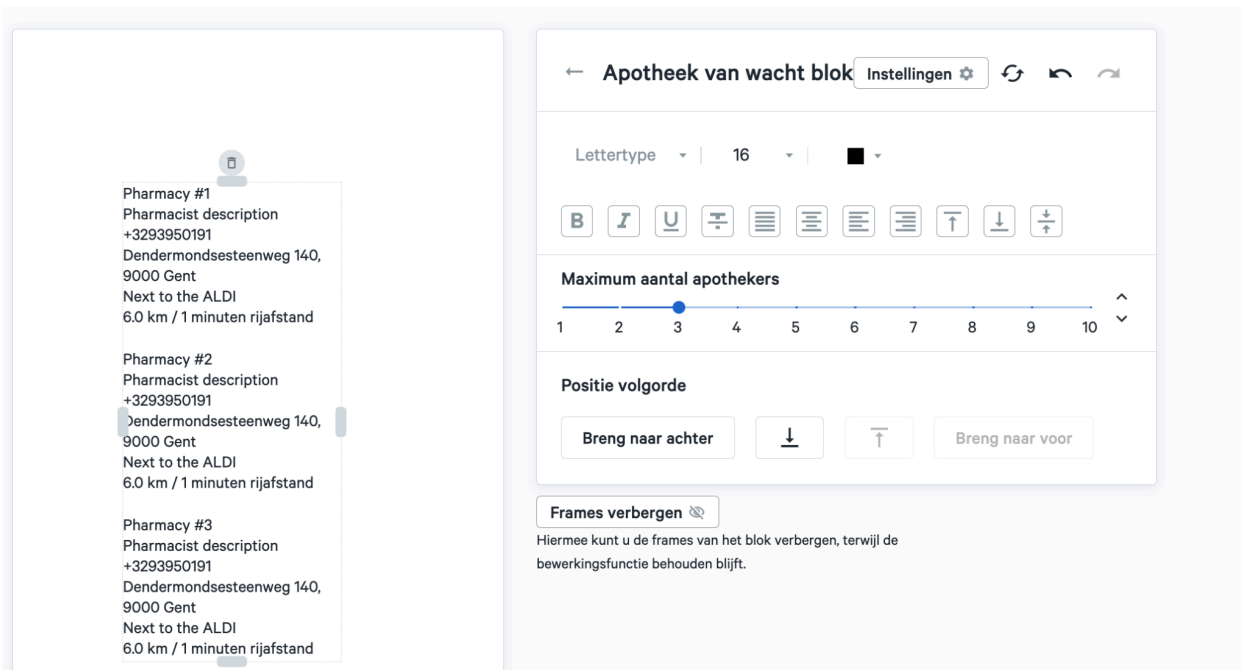 Pharmacy #1
Pharmacist description
+3293950191
Dendermondsesteenweg 140,
9000 Gent
Next to the ALDI
6.0 km / 1 minuten rijafstand
Pharmacy #2
Pharmacist description
+3293950191
Dendermondsesteenweg 140,
9000 Gent
Next to the ALDI
6.0 km / 1 minuten rijafstand
Pharmacy #3
Pharmacist description
+3293950191
Dendermondsesteenweg 140,
9000 Gent
Next to the ALDI
6.0 km / 1 minuten rijafstand
Apotheek van wacht blok Instellingen
Lettertype 16
B I U T
Maximum aantal apothekers
1 2 3 4 5 6 7 8 9 10
Positie volgorde
Breng naar achter Breng naar voor
Frames verbergen
Hiermee kunt u de frames van het blok verbergen, terwijl de
bewerkingsfunctie behouden blijft.